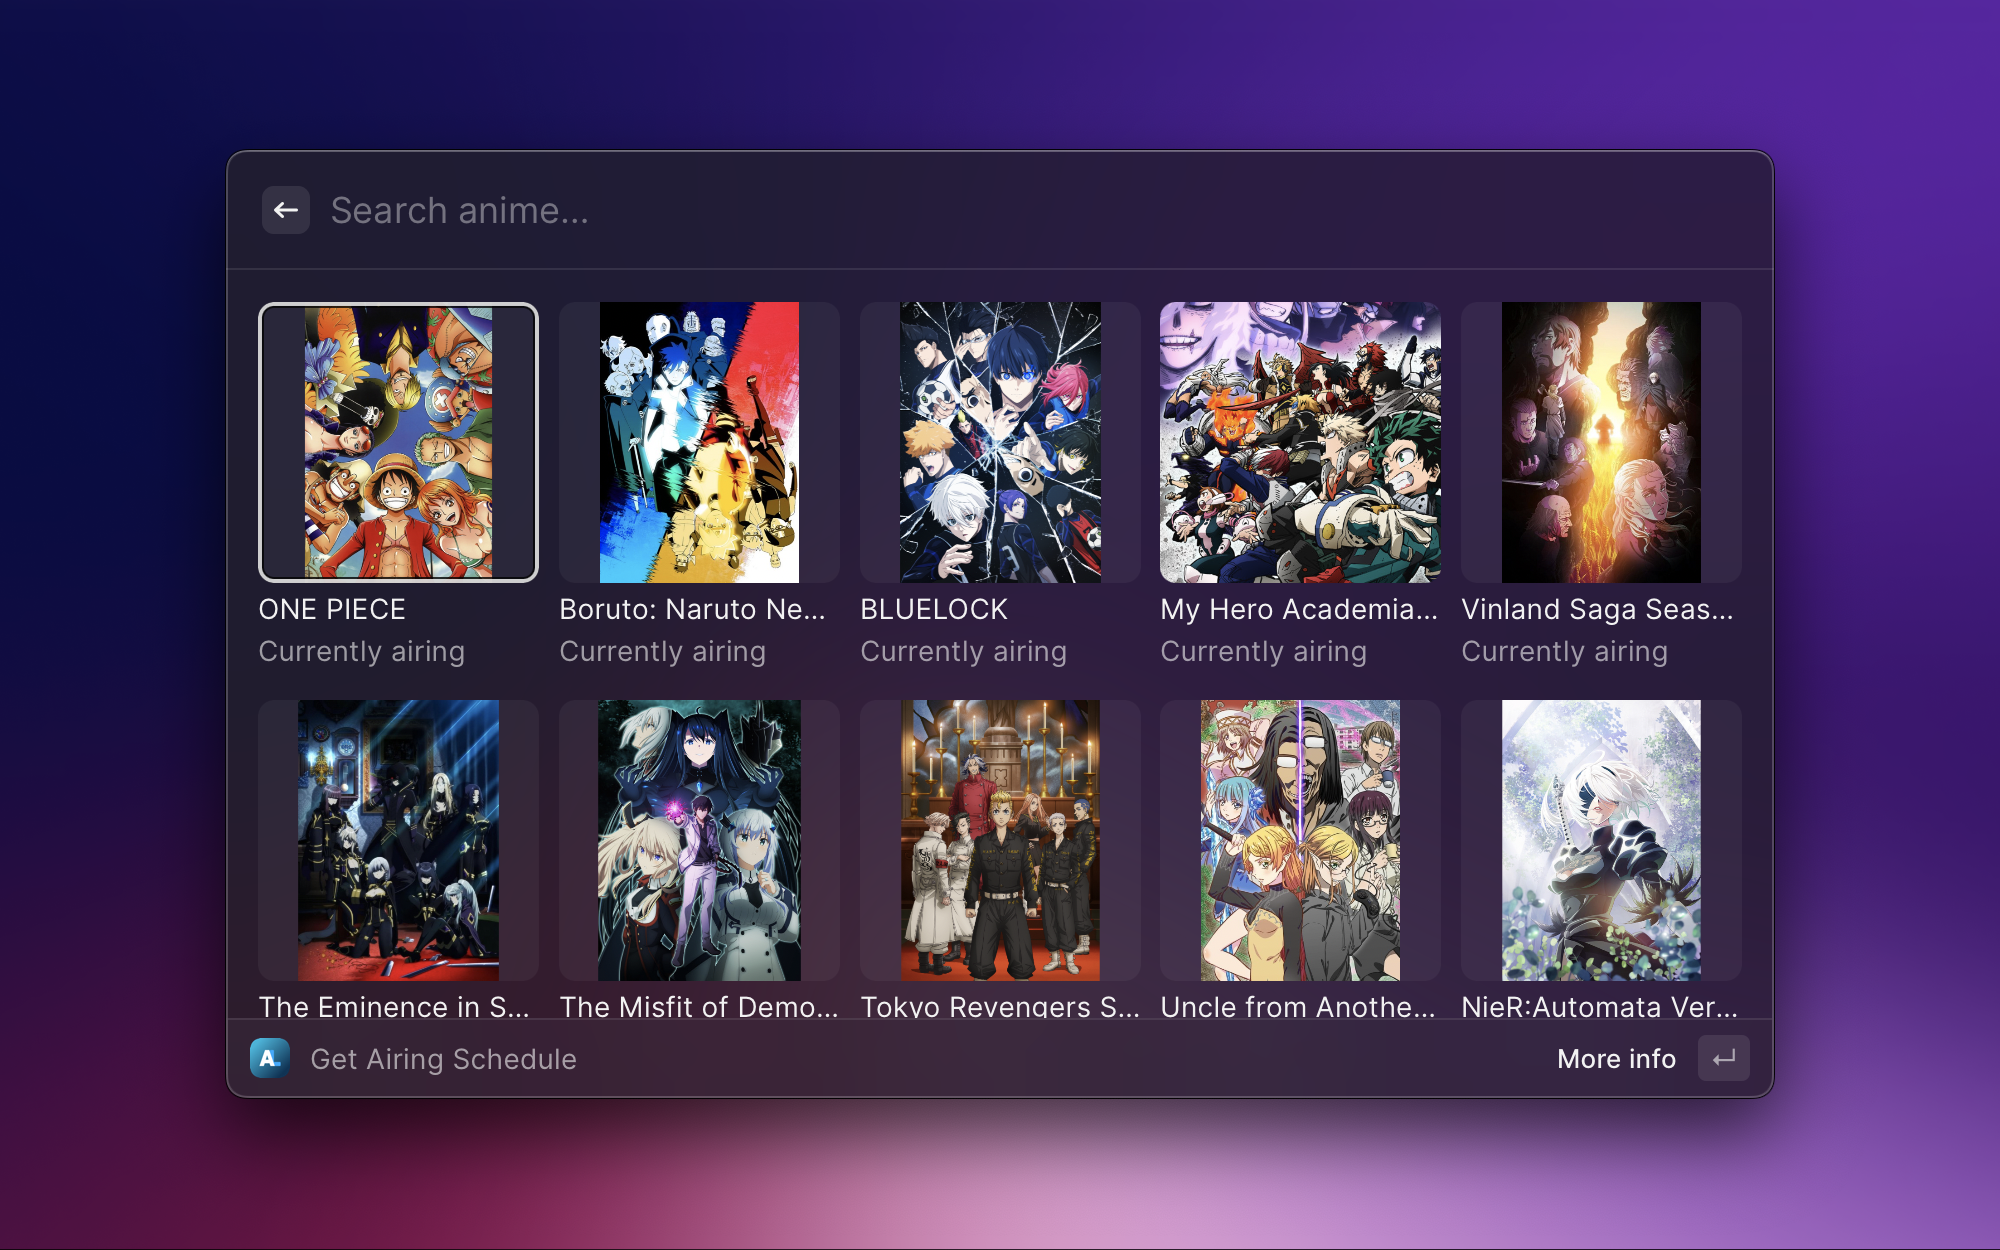 Search anime...
ONE PIECE
Currently airing
Boruto: Naruto Ne...
Currently airing
BLUELOCK
Currently airing
My Hero Academia...
Currently airing
Vinland Saga Seas...
Currently airing
The Eminence in S...
The Misfit of Demo...
Tokyo Revengers S...
Uncle from Anothe...
NieR:Automata Ver...
A.
Get Airing Schedule
More info